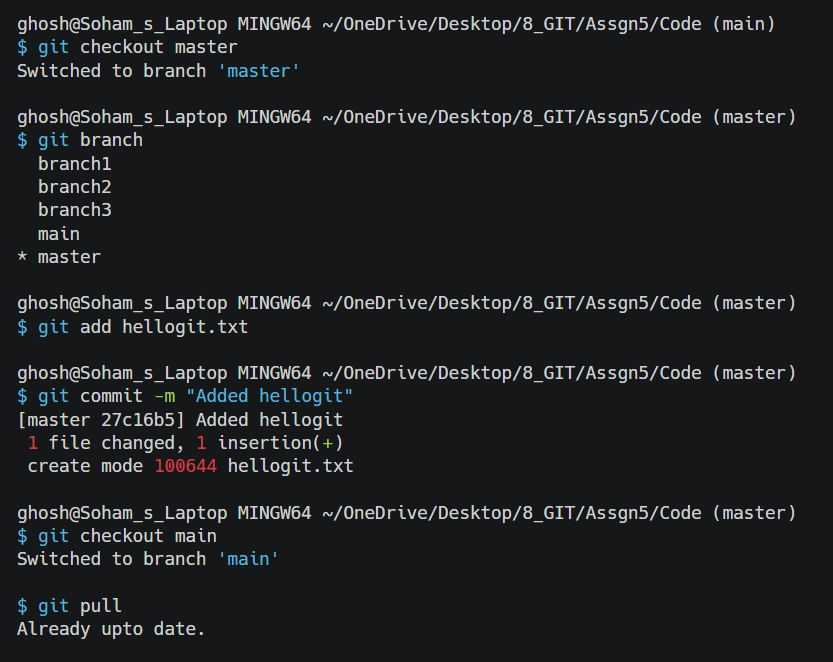 ghosh@Soham_s_Laptop MINGW64 ~/OneDrive/Desktop/8_GIT/Assgn5/Code (main)
$ git checkout master
Switched to branch 'master'

ghosh@Soham_s_Laptop MINGW64 ~/OneDrive/Desktop/8_GIT/Assgn5/Code (master)
$ git branch
  branch1
  branch2
  branch3
  main
* master

ghosh@Soham_s_Laptop MINGW64 ~/OneDrive/Desktop/8_GIT/Assgn5/Code (master)
$ git add hellogit.txt

ghosh@Soham_s_Laptop MINGW64 ~/OneDrive/Desktop/8_GIT/Assgn5/Code (master)
$ git commit -m "Added hellogit"
[master 27c16b5] Added hellogit
 1 file changed, 1 insertion(+)
 create mode 100644 hellogit.txt

ghosh@Soham_s_Laptop MINGW64 ~/OneDrive/Desktop/8_GIT/Assgn5/Code (master)
$ git checkout main
Switched to branch 'main'

$ git pull
Already upto date.